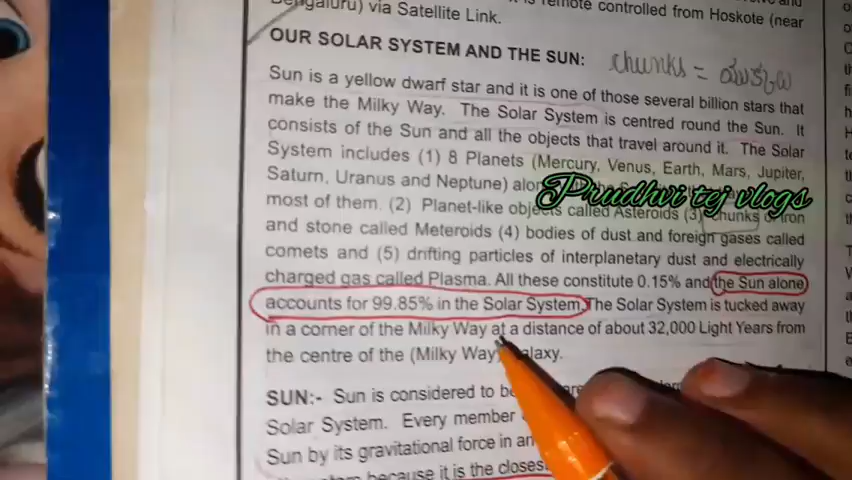 Bengaluru) via Satellite Link. is remote controlled from Hoskote (near
OUR SOLAR SYSTEM AND THE SUN:
chunks =
Sun is a yellow dwarf star and it is one of those several billion stars that
make the Milky Way. The Solar System is centred round the Sun. It
consists of the Sun and all the objects that travel around it. The Solar
System includes (1) 8 Planets (Mercury, Venus, Earth, Mars, Jupiter,
Saturn, Uranus and Neptune)
Prudhvi tej vlogs
most of them. (2) Planet-like objects called Asteroids (3) chunks of Iron
and stone called Meteroids (4) bodies of dust and foreign gases called
comets and (5) drifting particles of interplanetary dust and electrically
charged gas called Plasma. All these constitute 0.15% and the Sun alone
accounts for 99.85% in the Solar System. The Solar System is tucked away
in a corner of the Milky Way at a distance of about 32,000 Light Years from
the centre of the (Milky Way) Galaxy.
SUN:- Sun is considered to be
Solar System. Every member
Sun by its gravitational force in
because it is the closest